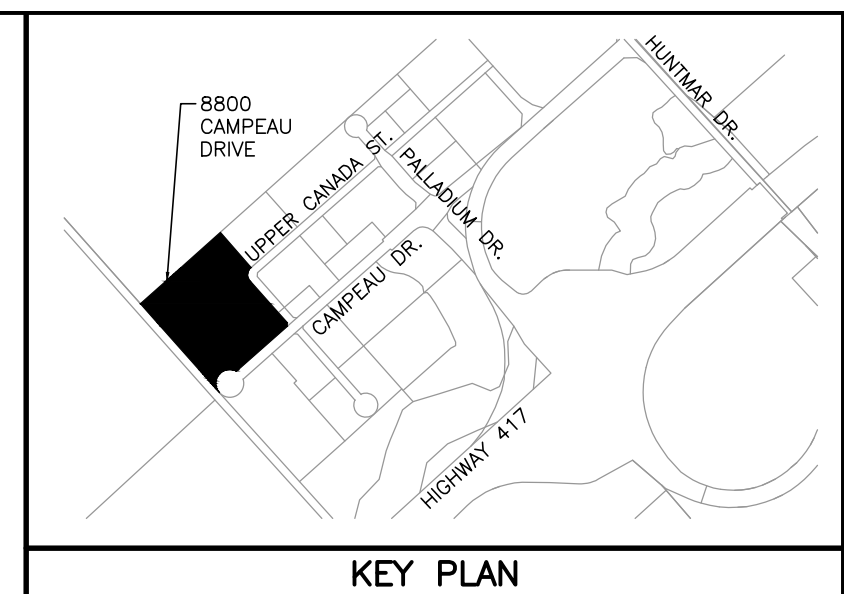 HUNTMAR DR.
8800
CAMPEAU
DRIVE
UPPER CANADA ST.
PALLADIUM DR.
CAMPEAU DR.
HIGHWAY 417
KEY PLAN